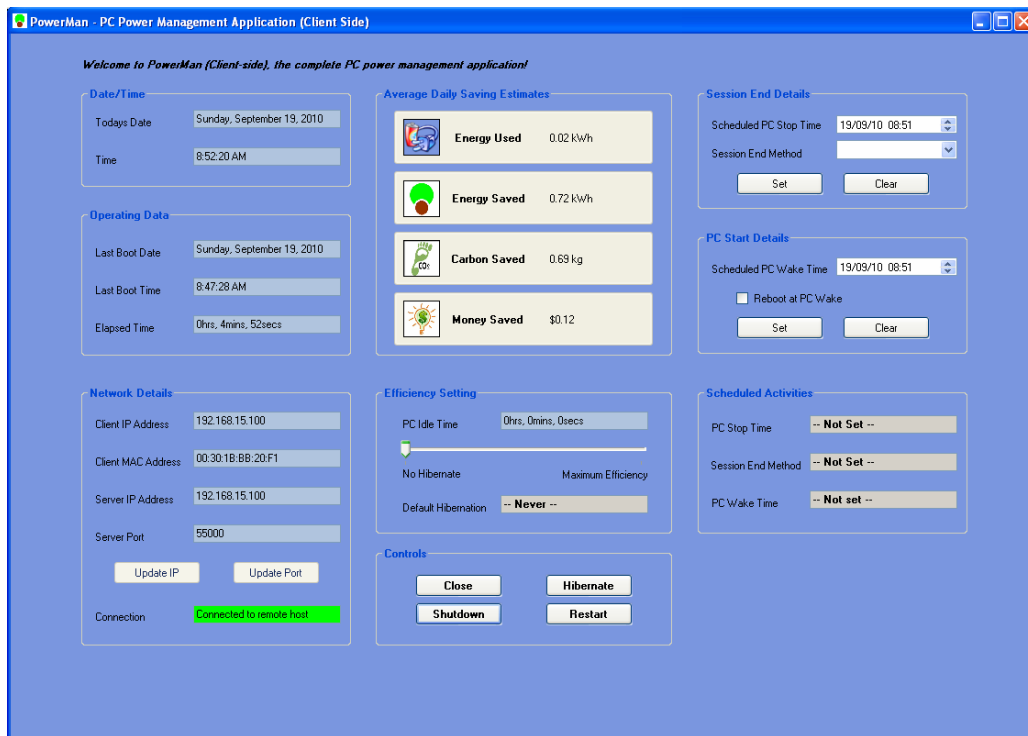 PowerMan - PC Power Management Application (Client Side)
Welcome to PowerMan (Client-side), the complete PC power management application!
Date/Time
Todays Date Sunday, September 19, 2010
Time 8:52:20 AM
Operating Data
Last Boot Date Sunday, September 19, 2010
Last Boot Time 8:47:28 AM
Elapsed Time 0hrs, 4mins, 52secs
Average Daily Saving Estimates
Energy Used 0.02 kWh
Energy Saved 0.72 kWh
CO₂
Carbon Saved 0.69 kg
$
Money Saved $0.12
Session End Details
Scheduled PC Stop Time 19/09/10 08:51
Session End Method
Set Clear
PC Start Details
Scheduled PC Wake Time 19/09/10 08:51
Reboot at PC Wake
Set Clear
Network Details
Client IP Address 192.168.15.100
Client MAC Address 00:30:1B:BB:20:F1
Server IP Address 192.168.15.100
Server Port 55000
Update IP Update Port
Connection Connected to remote host
Efficiency Setting
PC Idle Time 0hrs, 0mins, 0secs
No Hibernate Maximum Efficiency
Default Hibernation -- Never --
Controls
Close Hibernate
Shutdown Restart
Scheduled Activities
PC Stop Time -- Not Set --
Session End Method -- Not Set --
PC Wake Time -- Not set --